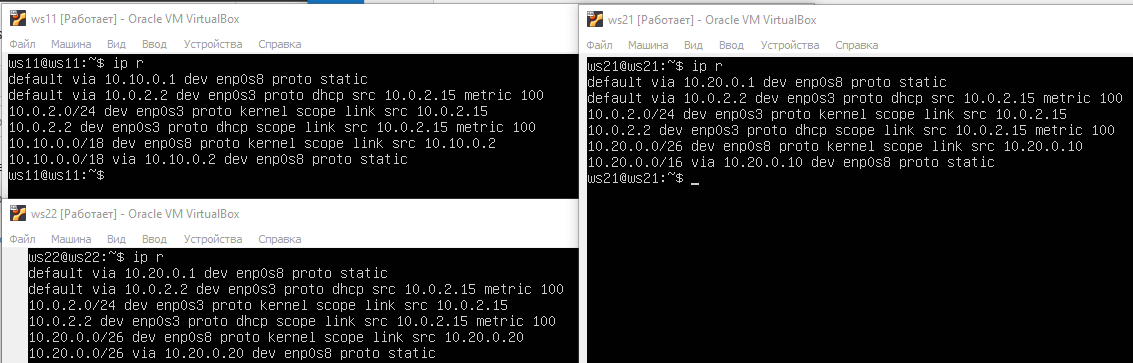 ws11 [Работает] - Oracle VM VirtualBox
Файл Машина Вид Ввод Устройства Справка
ws11@ws11:~$ ip r
default via 10.10.0.1 dev enp0s8 proto static
default via 10.0.2.2 dev enp0s3 proto dhcp src 10.0.2.15 metric 100
10.0.2.0/24 dev enp0s3 proto kernel scope link src 10.0.2.15
10.0.2.2 dev enp0s3 proto dhcp scope link src 10.0.2.15 metric 100
10.10.0.0/18 dev enp0s8 proto kernel scope link src 10.10.0.2
10.10.0.0/18 via 10.10.0.2 dev enp0s8 proto static
ws11@ws11:~$
ws21 [Работает] - Oracle VM VirtualBox
Файл Машина Вид Ввод Устройства Справка
ws21@ws21:~$ ip r
default via 10.20.0.1 dev enp0s8 proto static
default via 10.0.2.2 dev enp0s3 proto dhcp src 10.0.2.15 metric 100
10.0.2.0/24 dev enp0s3 proto kernel scope link src 10.0.2.15
10.0.2.2 dev enp0s3 proto dhcp scope link src 10.0.2.15 metric 100
10.20.0.0/26 dev enp0s8 proto kernel scope link src 10.20.0.10
10.20.0.0/16 via 10.20.0.10 dev enp0s8 proto static
ws21@ws21:~$ _
ws22 [Работает] - Oracle VM VirtualBox
Файл Машина Вид Ввод Устройства Справка
ws22@ws22:~$ ip r
default via 10.20.0.1 dev enp0s8 proto static
default via 10.0.2.2 dev enp0s3 proto dhcp src 10.0.2.15 metric 100
10.0.2.0/24 dev enp0s3 proto kernel scope link src 10.0.2.15
10.0.2.2 dev enp0s3 proto dhcp scope link src 10.0.2.15 metric 100
10.20.0.0/26 dev enp0s8 proto kernel scope link src 10.20.0.20
10.20.0.0/26 via 10.20.0.20 dev enp0s8 proto static